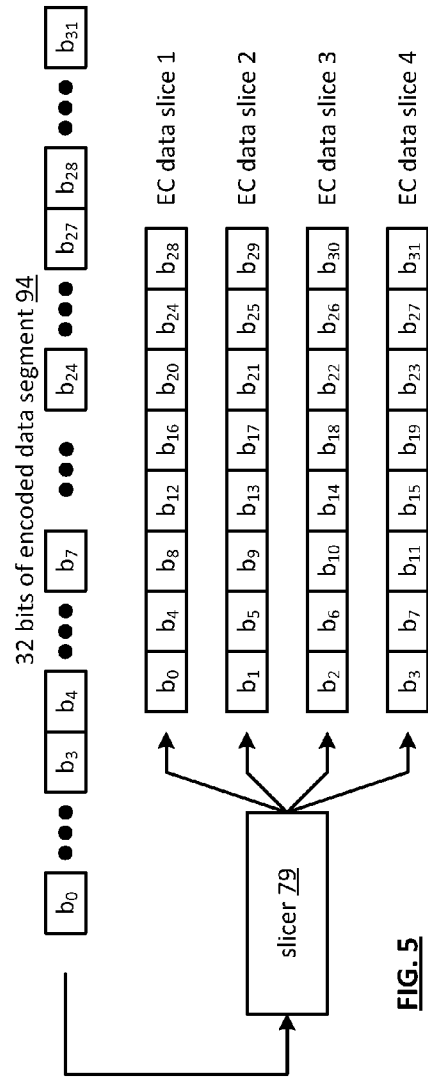 32 bits of encoded data segment 94
b0 ••• b3 b4 ••• b7 ••• b24 ••• b27 b28 ••• b31
slicer 79
b0 b4 b8 b12 b16 b20 b24 b28 EC data slice 1
b1 b5 b9 b13 b17 b21 b25 b29 EC data slice 2
b2 b6 b10 b14 b18 b22 b26 b30 EC data slice 3
b3 b7 b11 b15 b19 b23 b27 b31 EC data slice 4
FIG. 5